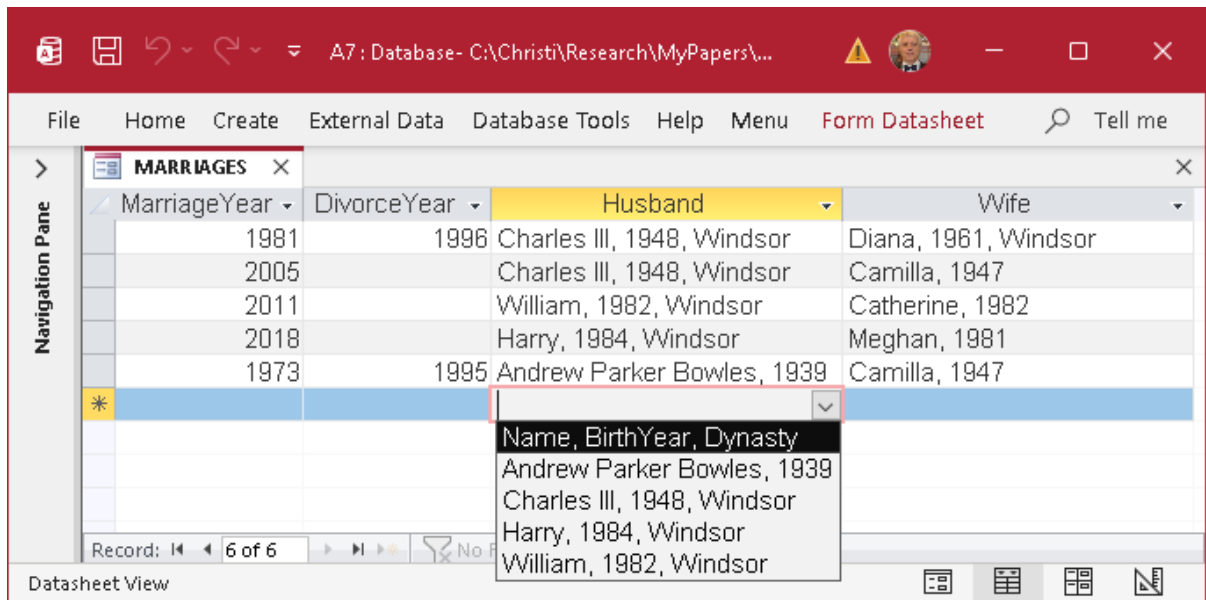 A7 : Database- C:\Christi\Research\MyPapers\...
File Home Create External Data Database Tools Help Menu Form Datasheet Tell me
MARRIAGES
Navigation Pane
MarriageYear DivorceYear Husband Wife
1981 1996 Charles III, 1948, Windsor Diana, 1961, Windsor
2005 Charles III, 1948, Windsor Camilla, 1947
2011 William, 1982, Windsor Catherine, 1982
2018 Harry, 1984, Windsor Meghan, 1981
1973 1995 Andrew Parker Bowles, 1939 Camilla, 1947
Name, BirthYear, Dynasty
Andrew Parker Bowles, 1939
Charles III, 1948, Windsor
Harry, 1984, Windsor
William, 1982, Windsor
Record: 6 of 6 No
Datasheet View